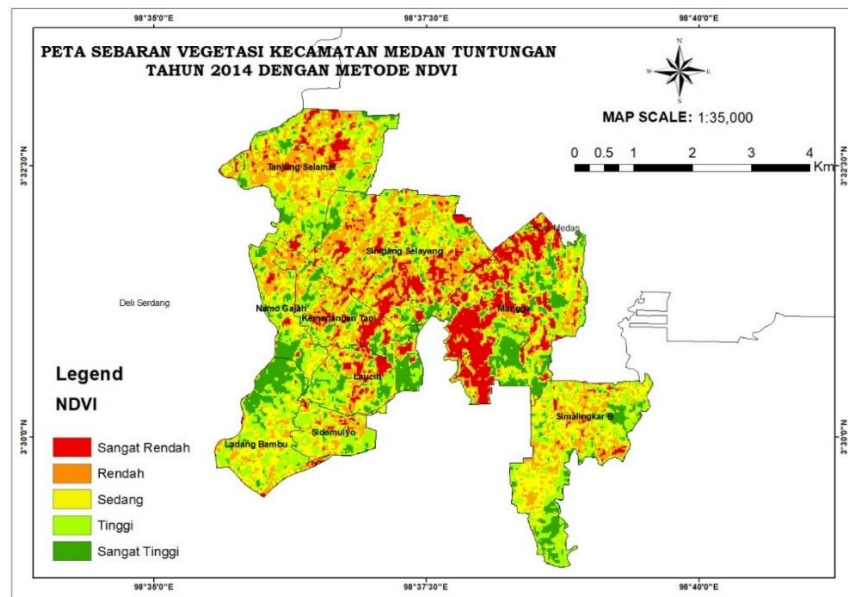 98°35'0"E 98°37'30"E 98°40'0"E
PETA SEBARAN VEGETASI KECAMATAN MEDAN TUNTUNGAN
TAHUN 2014 DENGAN METODE NDVI
N
W E
S
MAP SCALE: 1:35,000
0 0.5 1 2 3 4
Km
3°32'30"N 3°32'30"N
Tanjung Selamat
Medan
Simpang Selayang
Deli Serdang
Namo Gajah
Kemenangan Tani
Mangga
Laucih
Simalingkar B
Sidomulyo
Ladang Bambu
3°30'0"N 3°30'0"N
Legend
NDVI
Sangat Rendah
Rendah
Sedang
Tinggi
Sangat Tinggi
98°35'0"E 98°37'30"E 98°40'0"E